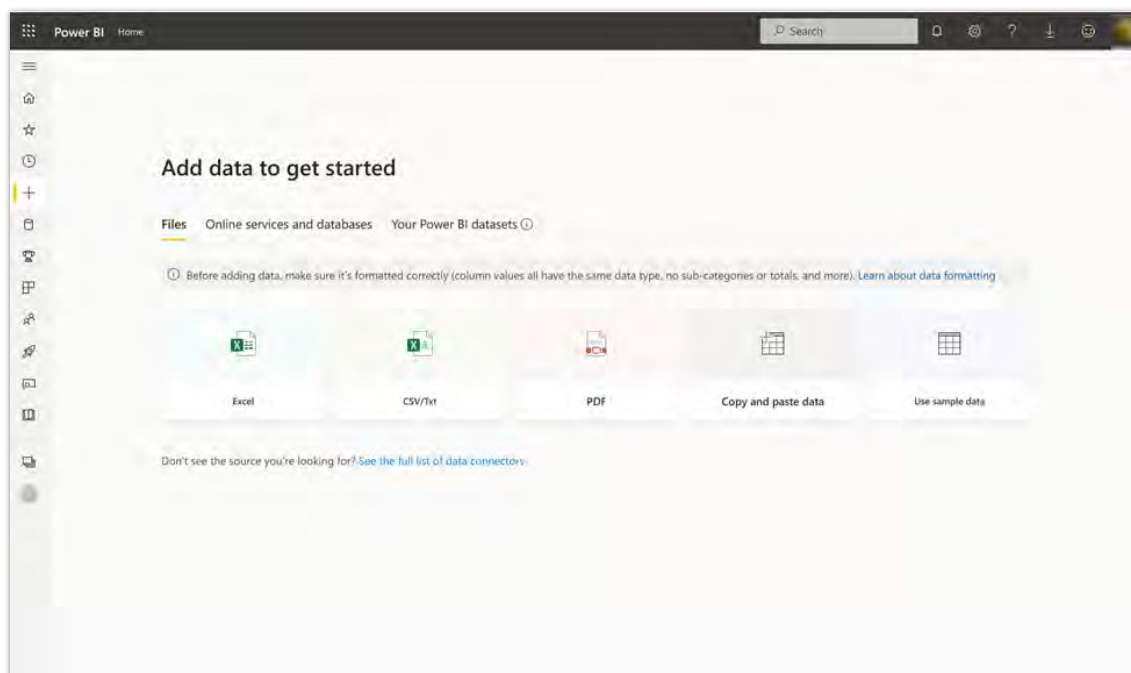 Power BI Home Search
Add data to get started
Files Online services and databases Your Power BI datasets
Before adding data, make sure it's formatted correctly (column values all have the same data type, no sub-categories or totals, and more). Learn about data formatting
Excel CSV/Txt PDF Copy and paste data Use sample data
Don't see the source you're looking for? See the full list of data connectors